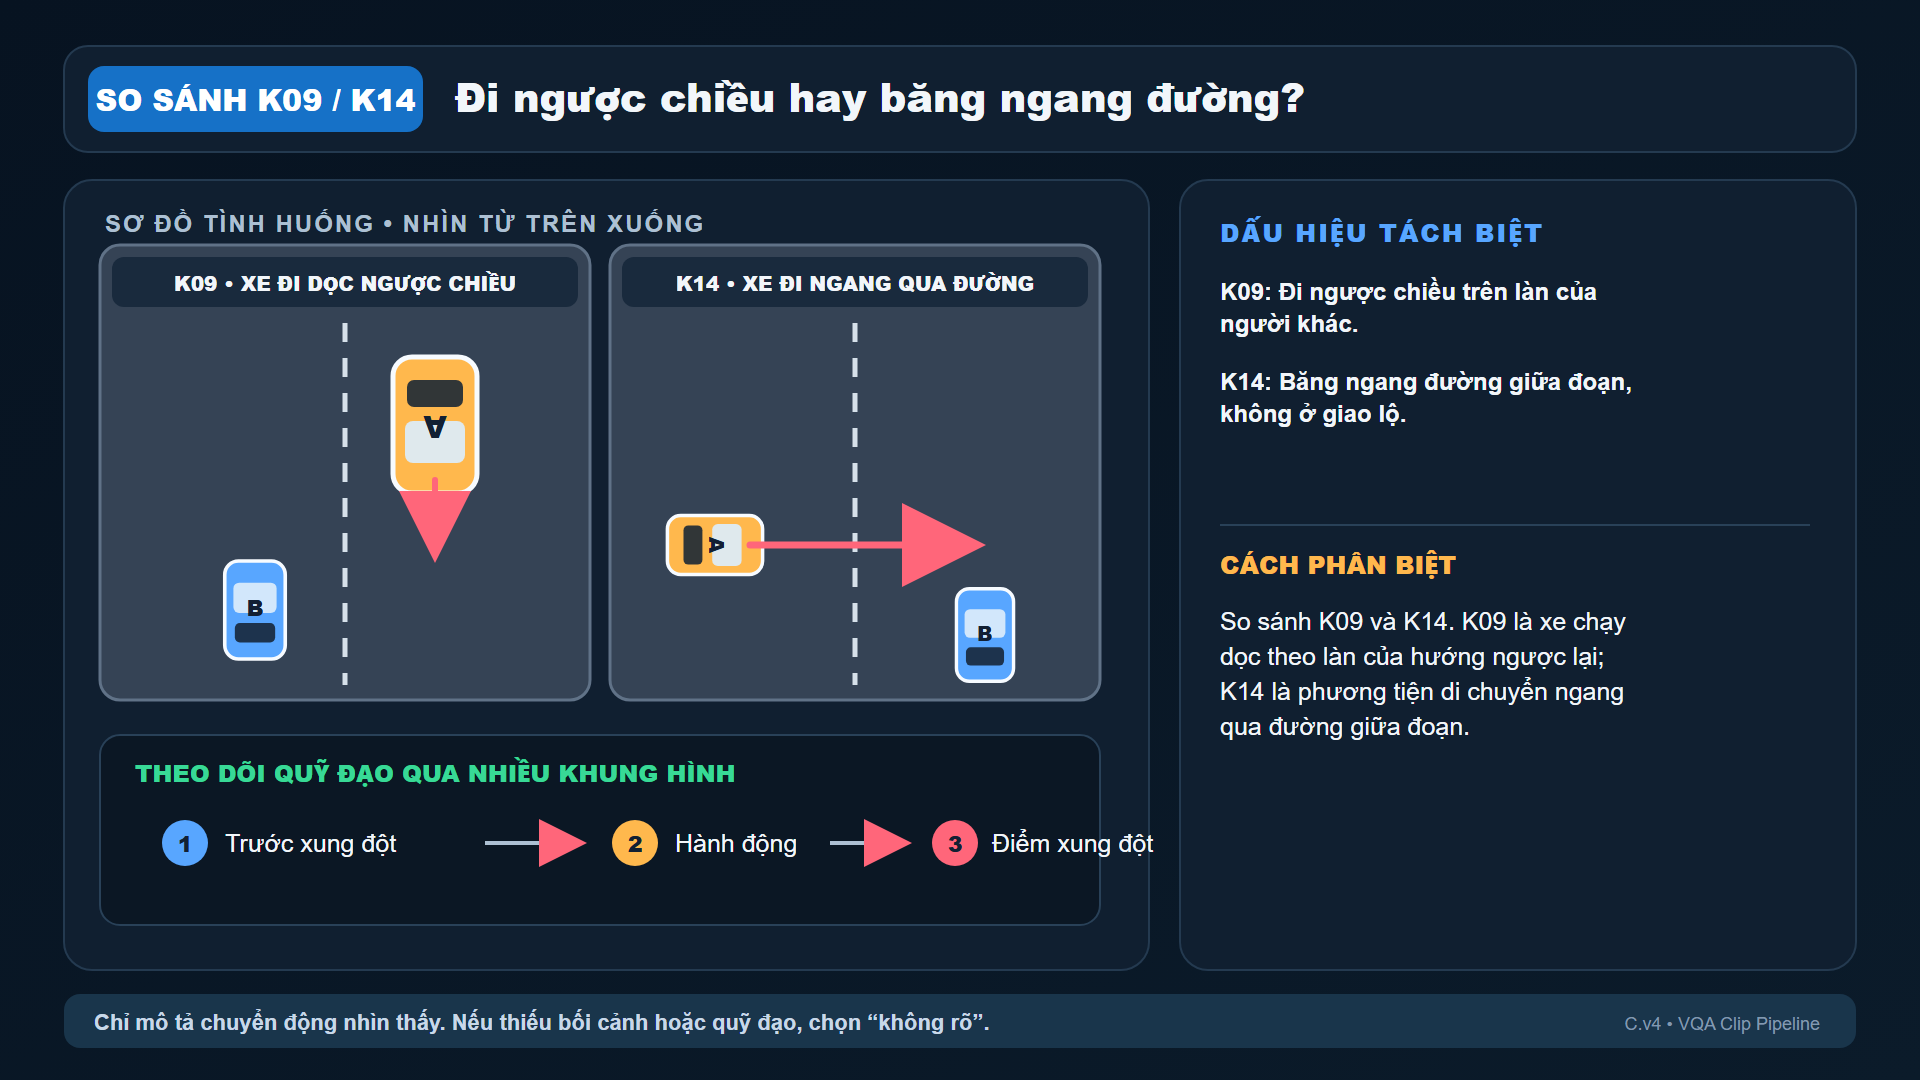 SO SÁNH K09 / K14
Đi ngược chiều hay băng ngang đường?
SƠ ĐỒ TÌNH HUỐNG • NHÌN TỪ TRÊN XUỐNG
K09 • XE ĐI DỌC NGƯỢC CHIỀU
A
B
K14 • XE ĐI NGANG QUA ĐƯỜNG
A
B
THEO DÕI QUỸ ĐẠO QUA NHIỀU KHUNG HÌNH
1 Trước xung đột
2 Hành động
3 Điểm xung đột
DẤU HIỆU TÁCH BIỆT
K09: Đi ngược chiều trên làn của
người khác.
K14: Băng ngang đường giữa đoạn,
không ở giao lộ.
CÁCH PHÂN BIỆT
So sánh K09 và K14. K09 là xe chạy
dọc theo làn của hướng ngược lại;
K14 là phương tiện di chuyển ngang
qua đường giữa đoạn.
Chỉ mô tả chuyển động nhìn thấy. Nếu thiếu bối cảnh hoặc quỹ đạo, chọn “không rõ”.
C.v4 • VQA Clip Pipeline